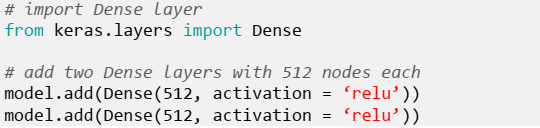 # import Dense layer
from keras.layers import Dense
# add two Dense layers with 512 nodes each
model.add(Dense(512, activation = ‘relu’))
model.add(Dense(512, activation = ‘relu’))